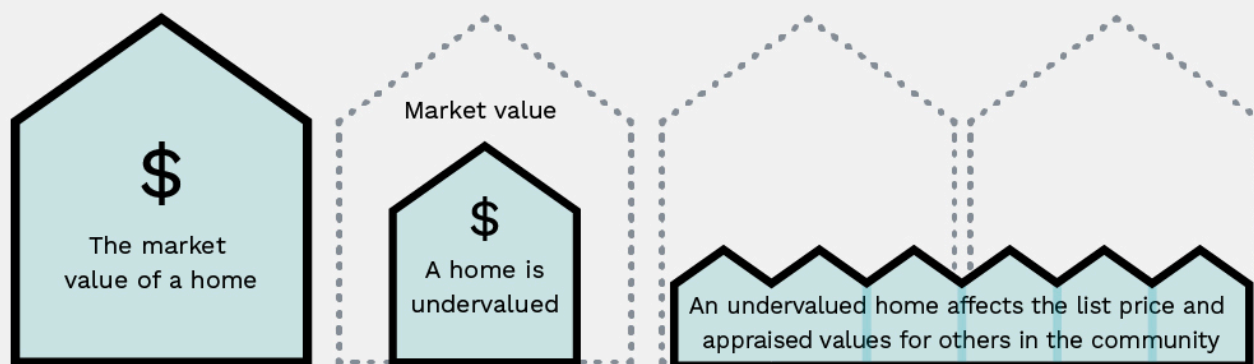 $
The market
value of a home
Market value
$
A home is
undervalued
An undervalued home affects the list price and
appraised values for others in the community